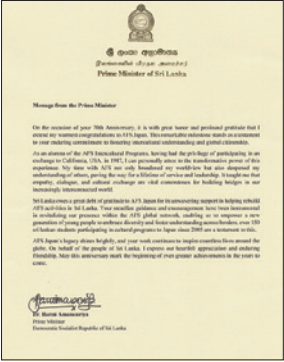 ශ්‍රී ලංකා අග්‍රාමාත්‍ය
இலங்கைப் பிரதம அமைச்சர்
Prime Minister of Sri Lanka
Message from the Prime Minister
On the occasion of your 70th Anniversary, it is with great honor and profound gratitude that I
extend my warmest congratulations to AFS Japan. This remarkable milestone stands as a testament
to your enduring commitment to fostering international understanding and global citizenship.
As an alumna of the AFS Intercultural Programs, having had the privilege of participating in an
exchange to California, USA, in 1987, I can personally attest to the transformative power of this
experience. My time with AFS not only broadened my worldview but also deepened my
understanding of others, paving the way for a lifetime of service and leadership. It taught me that
empathy, dialogue, and cultural exchange are vital cornerstones for building bridges in our
increasingly interconnected world.
Sri Lanka owes a great debt of gratitude to AFS Japan for its unwavering support in helping rebuild
AFS activities in Sri Lanka. Your steadfast guidance and encouragement have been instrumental
in revitalizing our presence within the AFS global network, enabling us to empower a new
generation of young people to embrace diversity and foster understanding across borders. over 150
sri lankan students participating in cultural programs to Japan since 2005 are a testament to this.
AFS Japan's legacy shines brightly, and your work continues to inspire countless lives around the
globe. On behalf of the people of Sri Lanka, I express our heartfelt appreciation and enduring
friendship. May this anniversary mark the beginning of even greater achievements in the years to
come.
Dr. Harini Amarasuriya
Prime Minister
Democratic Socialist Republic of Sri Lanka